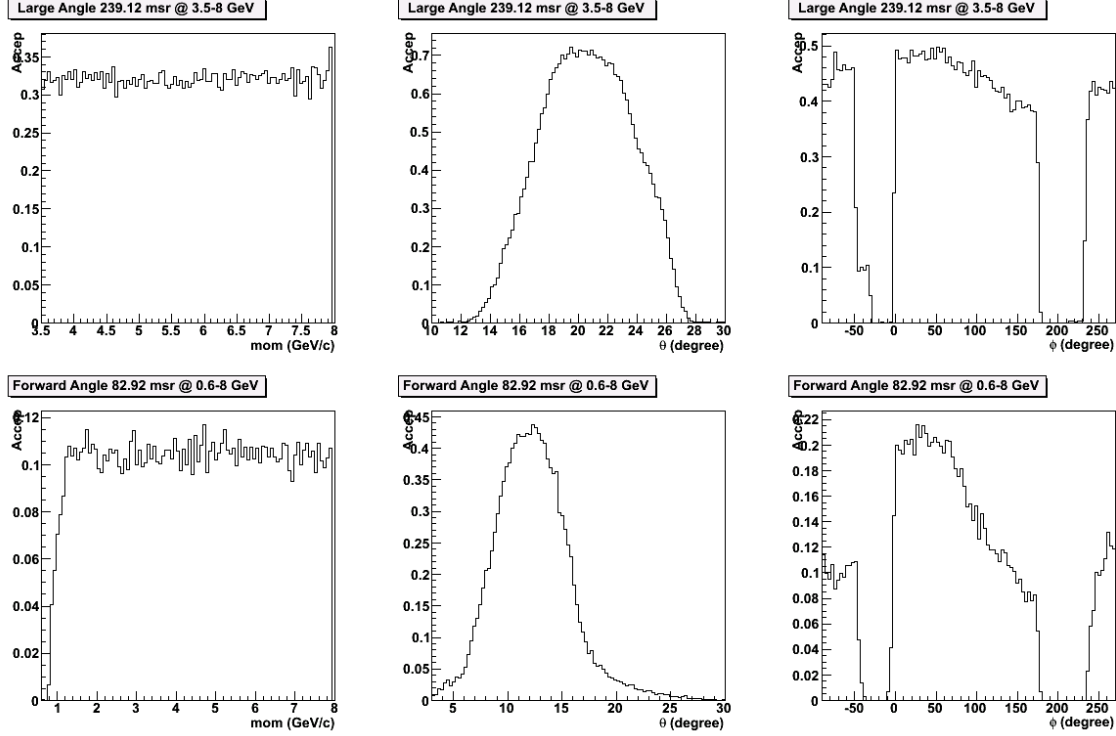 Large Angle 239.12 msr @ 3.5-8 GeV
Accep
0.35
0.3
0.25
0.2
0.15
0.1
0.05
0
3.5 4 4.5 5 5.5 6 6.5 7 7.5 8
mom (GeV/c)
Large Angle 239.12 msr @ 3.5-8 GeV
Accep
0.7
0.6
0.5
0.4
0.3
0.2
0.1
0
10 12 14 16 18 20 22 24 26 28 30
θ (degree)
Large Angle 239.12 msr @ 3.5-8 GeV
Accep
0.5
0.4
0.3
0.2
0.1
0
-50 0 50 100 150 200 250
ϕ (degree)
Forward Angle 82.92 msr @ 0.6-8 GeV
Accep
0.12
0.1
0.08
0.06
0.04
0.02
0
1 2 3 4 5 6 7 8
mom (GeV/c)
Forward Angle 82.92 msr @ 0.6-8 GeV
Accep
0.45
0.4
0.35
0.3
0.25
0.2
0.15
0.1
0.05
0
5 10 15 20 25 30
θ (degree)
Forward Angle 82.92 msr @ 0.6-8 GeV
Accep
0.22
0.2
0.18
0.16
0.14
0.12
0.1
0.08
0.06
0.04
0.02
0
-50 0 50 100 150 200 250
ϕ (degree)